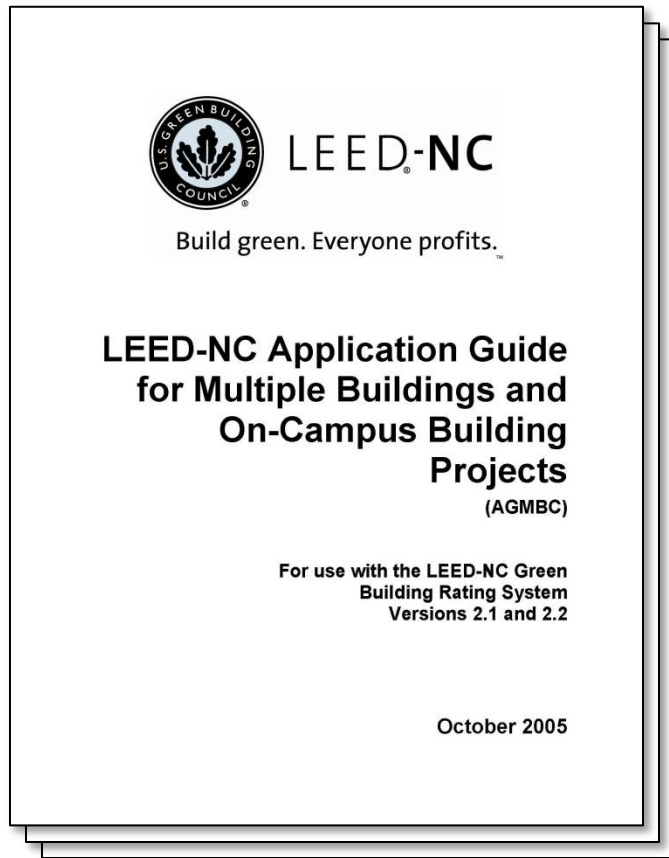 U.S. GREEN BUILDING COUNCIL
®
LEED®-NC
Build green. Everyone profits.™
LEED-NC Application Guide
for Multiple Buildings and
On-Campus Building
Projects
(AGMBC)
For use with the LEED-NC Green
Building Rating System
Versions 2.1 and 2.2
October 2005